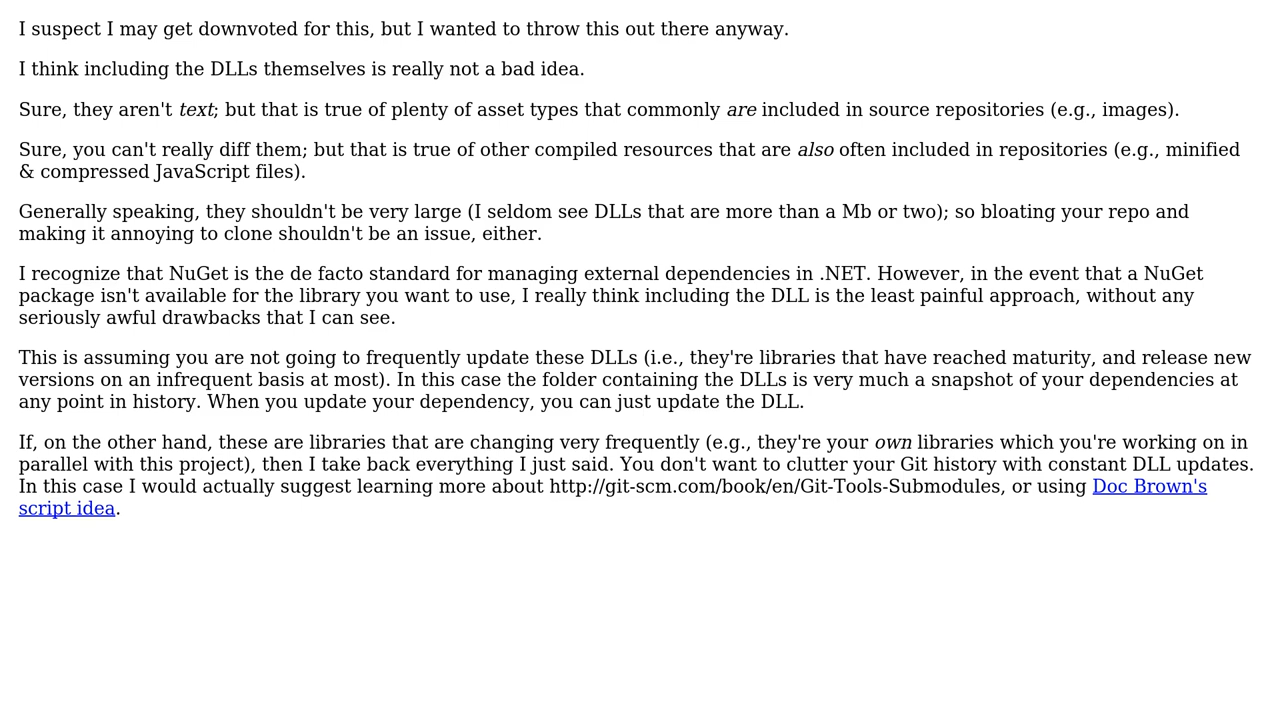 I suspect I may get downvoted for this, but I wanted to throw this out there anyway.
I think including the DLLs themselves is really not a bad idea.
Sure, they aren't text; but that is true of plenty of asset types that commonly are included in source repositories (e.g., images).
Sure, you can't really diff them; but that is true of other compiled resources that are also often included in repositories (e.g., minified
& compressed JavaScript files).
Generally speaking, they shouldn't be very large (I seldom see DLLs that are more than a Mb or two); so bloating your repo and
making it annoying to clone shouldn't be an issue, either.
I recognize that NuGet is the de facto standard for managing external dependencies in .NET. However, in the event that a NuGet
package isn't available for the library you want to use, I really think including the DLL is the least painful approach, without any
seriously awful drawbacks that I can see.
This is assuming you are not going to frequently update these DLLs (i.e., they're libraries that have reached maturity, and release new
versions on an infrequent basis at most). In this case the folder containing the DLLs is very much a snapshot of your dependencies at
any point in history. When you update your dependency, you can just update the DLL.
If, on the other hand, these are libraries that are changing very frequently (e.g., they're your own libraries which you're working on in
parallel with this project), then I take back everything I just said. You don't want to clutter your Git history with constant DLL updates.
In this case I would actually suggest learning more about http://git-scm.com/book/en/Git-Tools-Submodules, or using Doc Brown's
script idea.